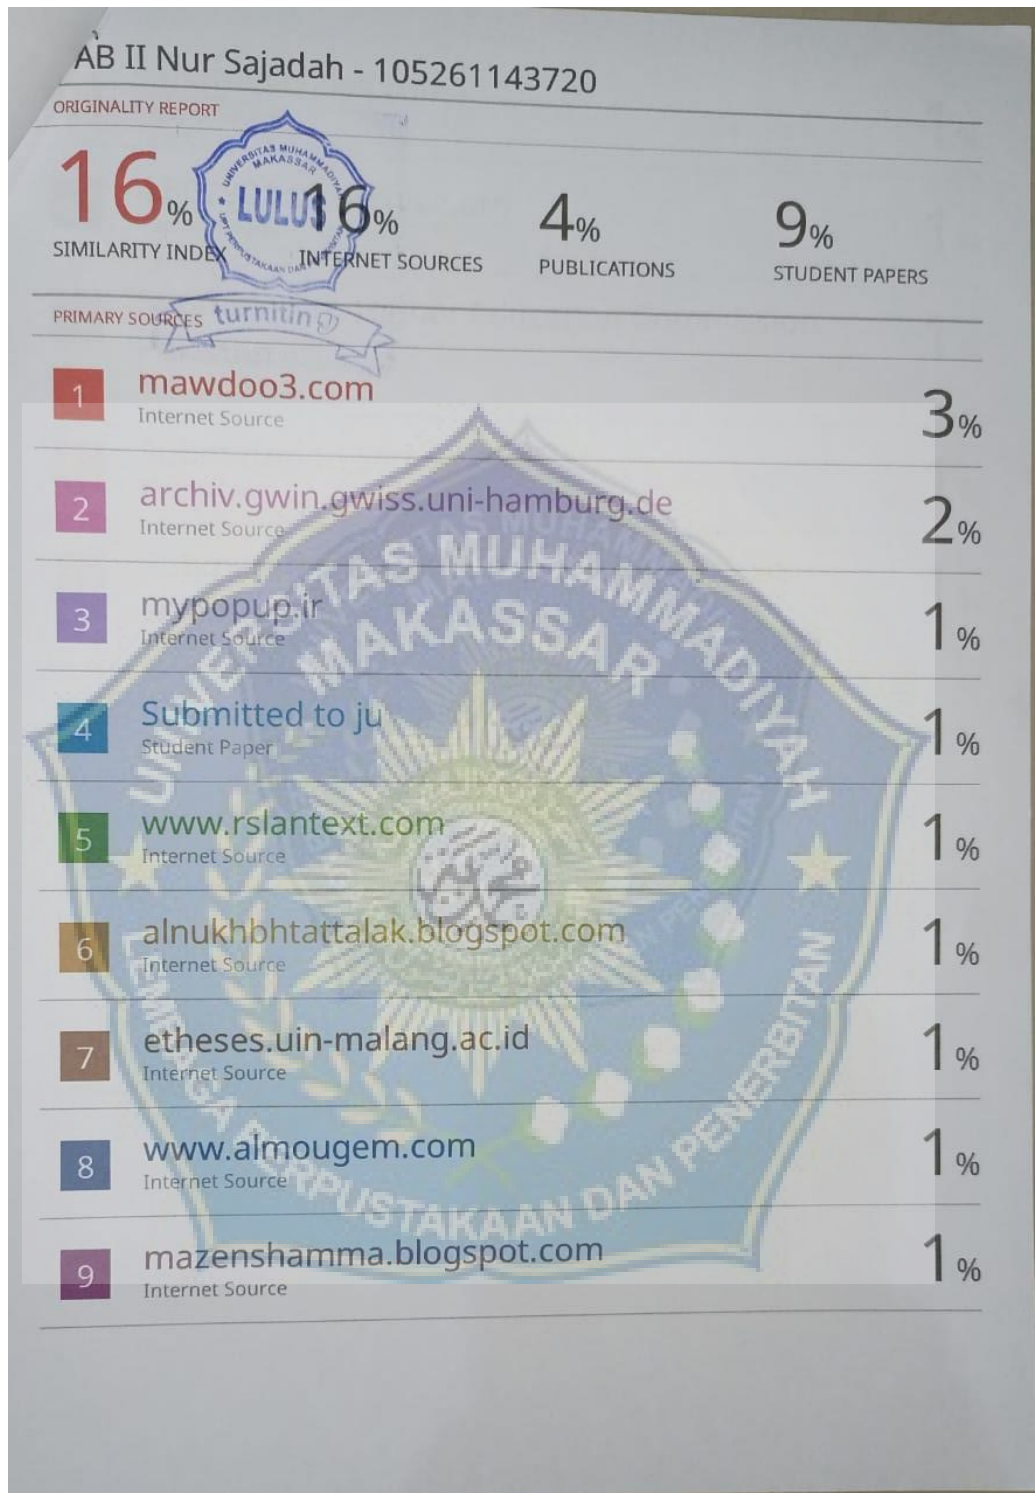 AB II Nur Sajadah - 105261143720
ORIGINALITY REPORT
16%
SIMILARITY INDEX
16%
INTERNET SOURCES
4%
PUBLICATIONS
9%
STUDENT PAPERS
UNIVERSITAS MUHAMMADIYAH
MAKASSAR
LULUS
PRIMARY SOURCES
turnitin
1 mawdoo3.com 3%
Internet Source
2 archiv.gwin.gwiss.uni-hamburg.de 2%
Internet Source
3 mypopup.ir 1%
Internet Source
4 Submitted to ju 1%
Student Paper
5 www.rslantext.com 1%
Internet Source
6 alnukhbhtattalak.blogspot.com 1%
Internet Source
7 etheses.uin-malang.ac.id 1%
Internet Source
8 www.almougem.com 1%
Internet Source
9 mazenshamma.blogspot.com 1%
Internet Source
UNIVERSITAS MUHAMMADIYAH
MAKASSAR
LEMBAGA PERPUSTAKAAN DAN PENERBITAN